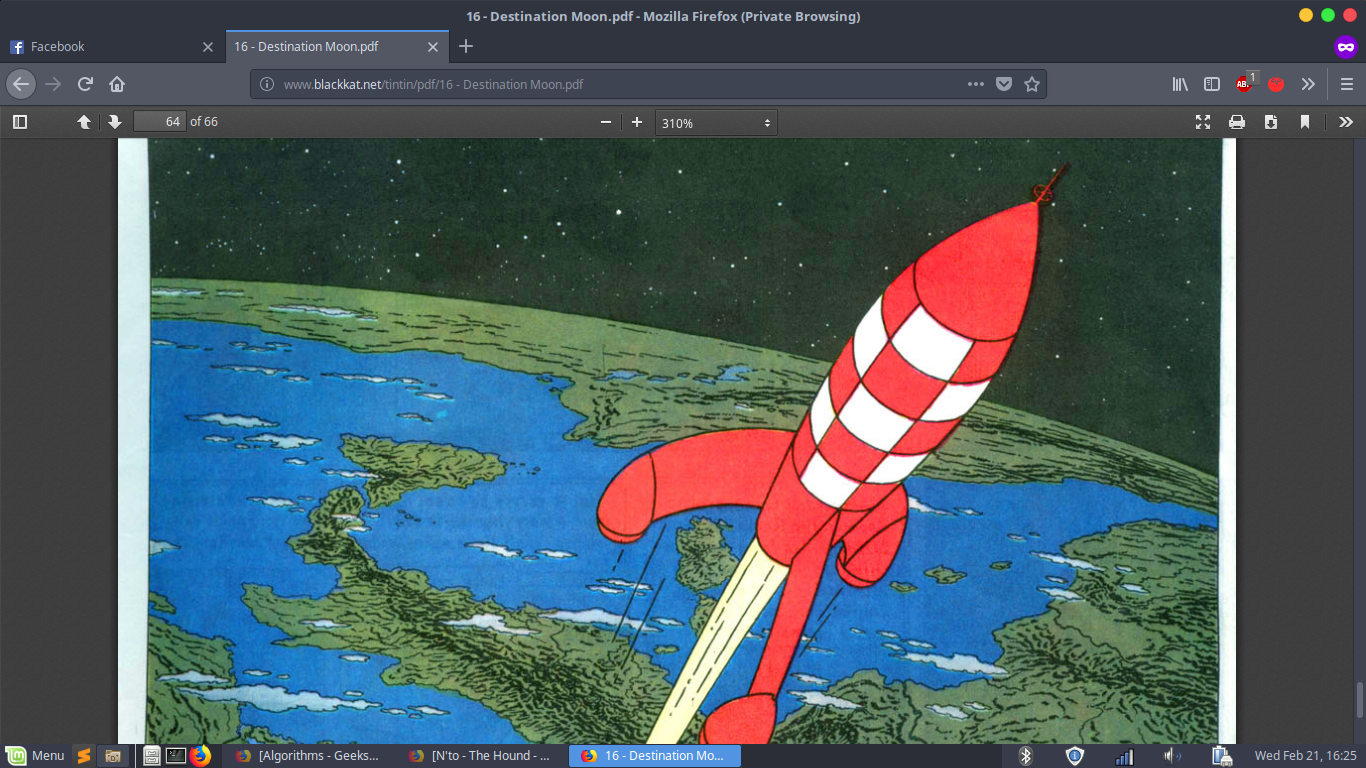 16 - Destination Moon.pdf - Mozilla Firefox (Private Browsing)
Facebook
16 - Destination Moon.pdf
www.blackkat.net/tintin/pdf/16 - Destination Moon.pdf
ABP
1
64 of 66
310%
Menu
[Algorithms - Geeks...
[N'to - The Hound - ...
16 - Destination Mo...
Wed Feb 21, 16:25